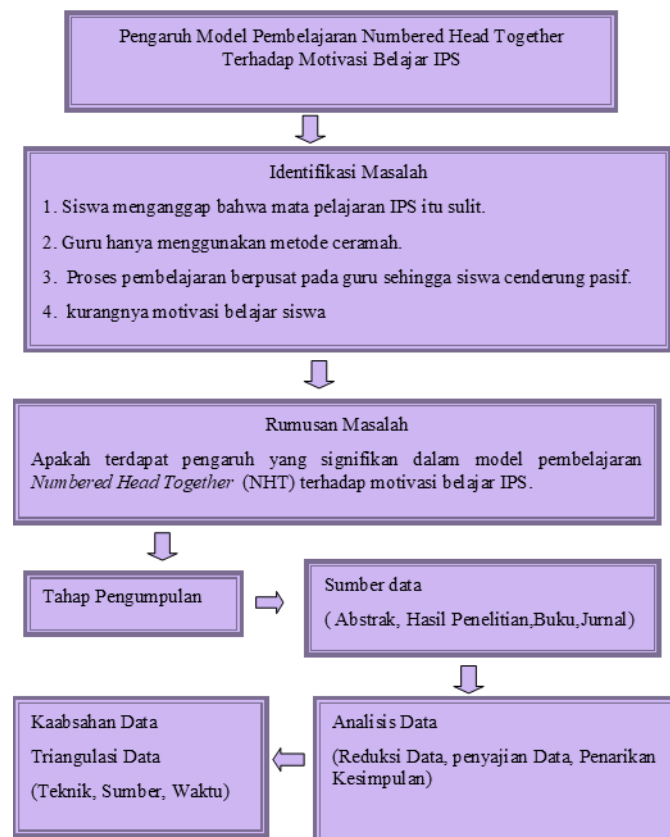 Pengaruh Model Pembelajaran Numbered Head Together
Terhadap Motivasi Belajar IPS
Identifikasi Masalah
1. Siswa menganggap bahwa mata pelajaran IPS itu sulit.
2. Guru hanya menggunakan metode ceramah.
3. Proses pembelajaran berpusat pada guru sehingga siswa cenderung pasif.
4. kurangnya motivasi belajar siswa
Rumusan Masalah
Apakah terdapat pengaruh yang signifikan dalam model pembelajaran
Numbered Head Together (NHT) terhadap motivasi belajar IPS.
Tahap Pengumpulan
Sumber data
( Abstrak, Hasil Penelitian,Buku,Jurnal)
Analisis Data
(Reduksi Data, penyajian Data, Penarikan
Kesimpulan)
Kaabsahan Data
Triangulasi Data
(Teknik, Sumber, Waktu)